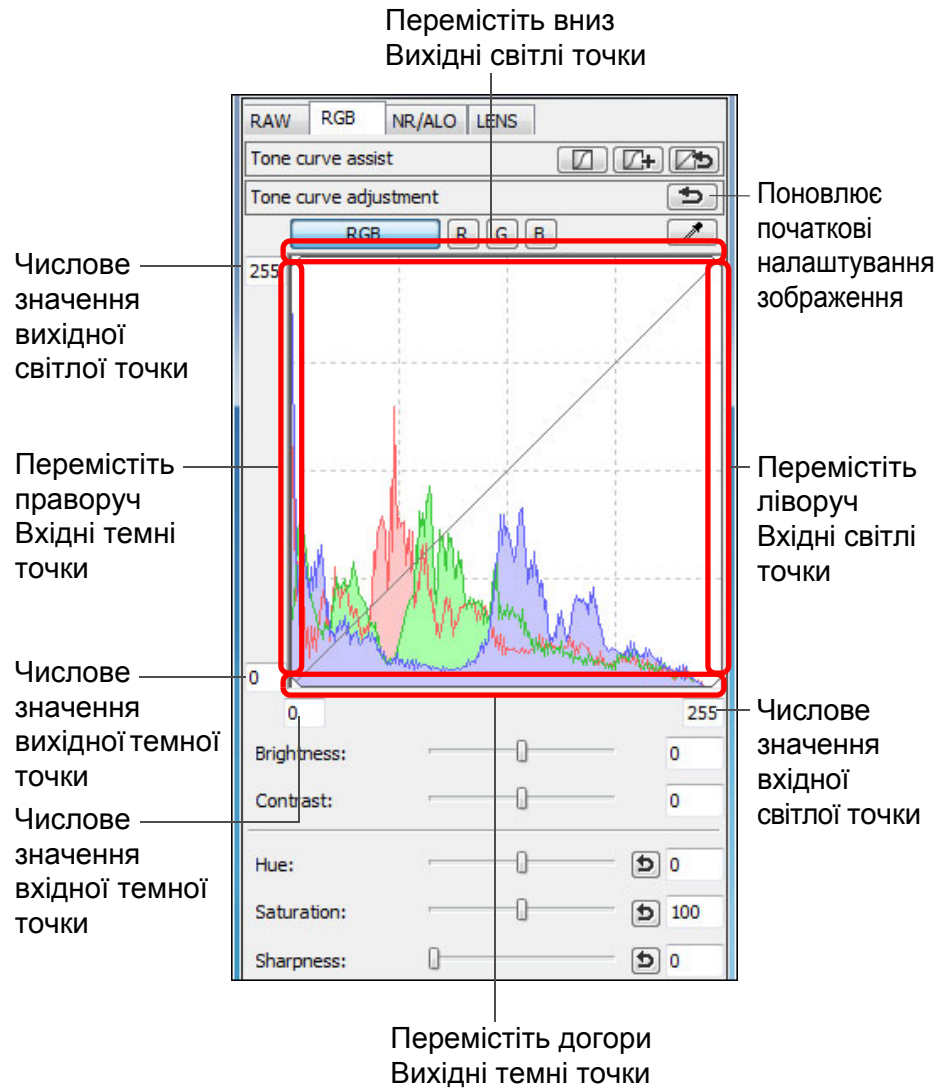 Перемістіть вниз
Вихідні світлі точки
RAW RGB NR/ALO LENS
Tone curve assist
Tone curve adjustment
RGB R G B
Поновлює
початкові
налаштування
зображення
Числове
значення
вихідної
світлої точки
255
Перемістіть
праворуч
Вхідні темні
точки
Перемістіть
ліворуч
Вхідні світлі
точки
Числове
значення
вихідної темної
точки
0
0 255
Числове
значення
вхідної
світлої точки
Числове
значення
вхідної темної
точки
Brightness: 0
Contrast: 0
Hue: 0
Saturation: 100
Sharpness: 0
Перемістіть догори
Вихідні темні точки